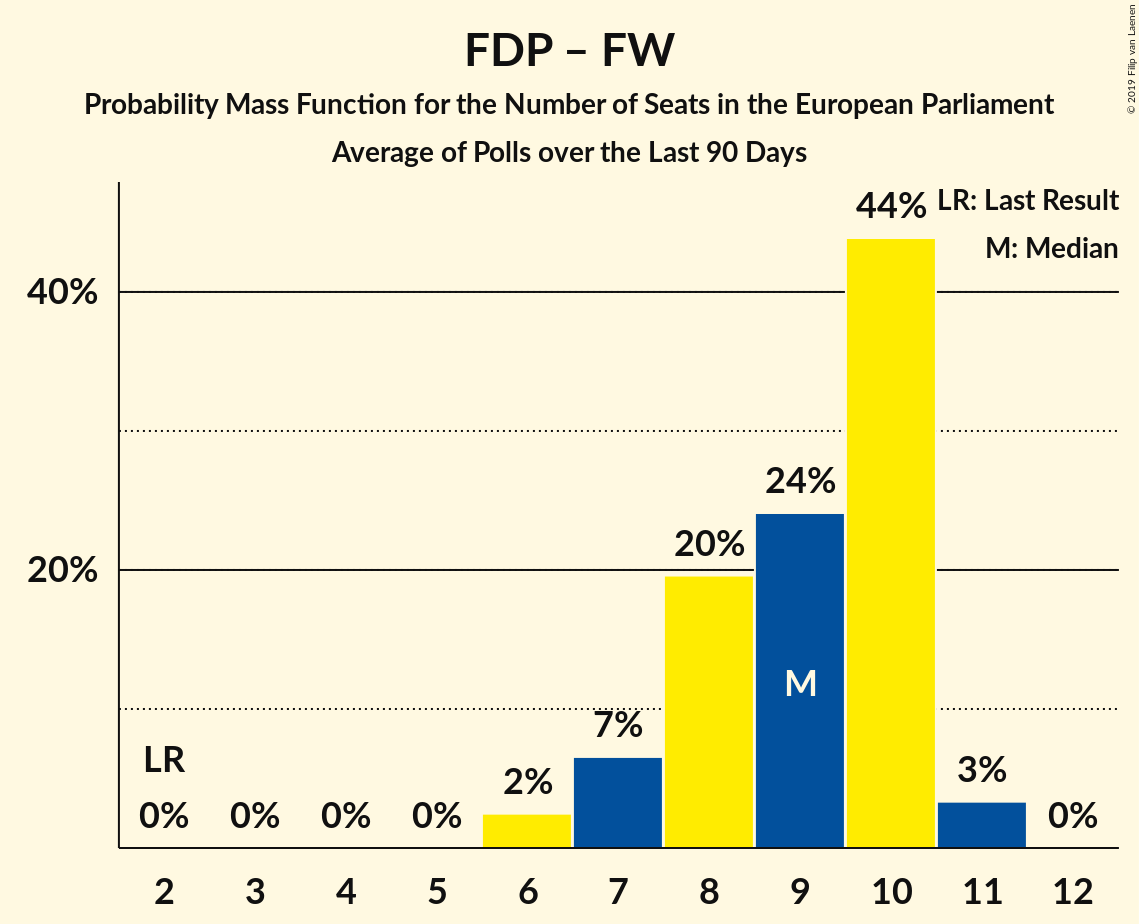 FDP – FW
Probability Mass Function for the Number of Seats in the European Parliament
Average of Polls over the Last 90 Days
© 2019 Filip van Laenen
LR: Last Result
M: Median
40%
20%
LR
0%
0%
0%
0%
2%
7%
20%
24%
44%
3%
0%
M
2 3 4 5 6 7 8 9 10 11 12